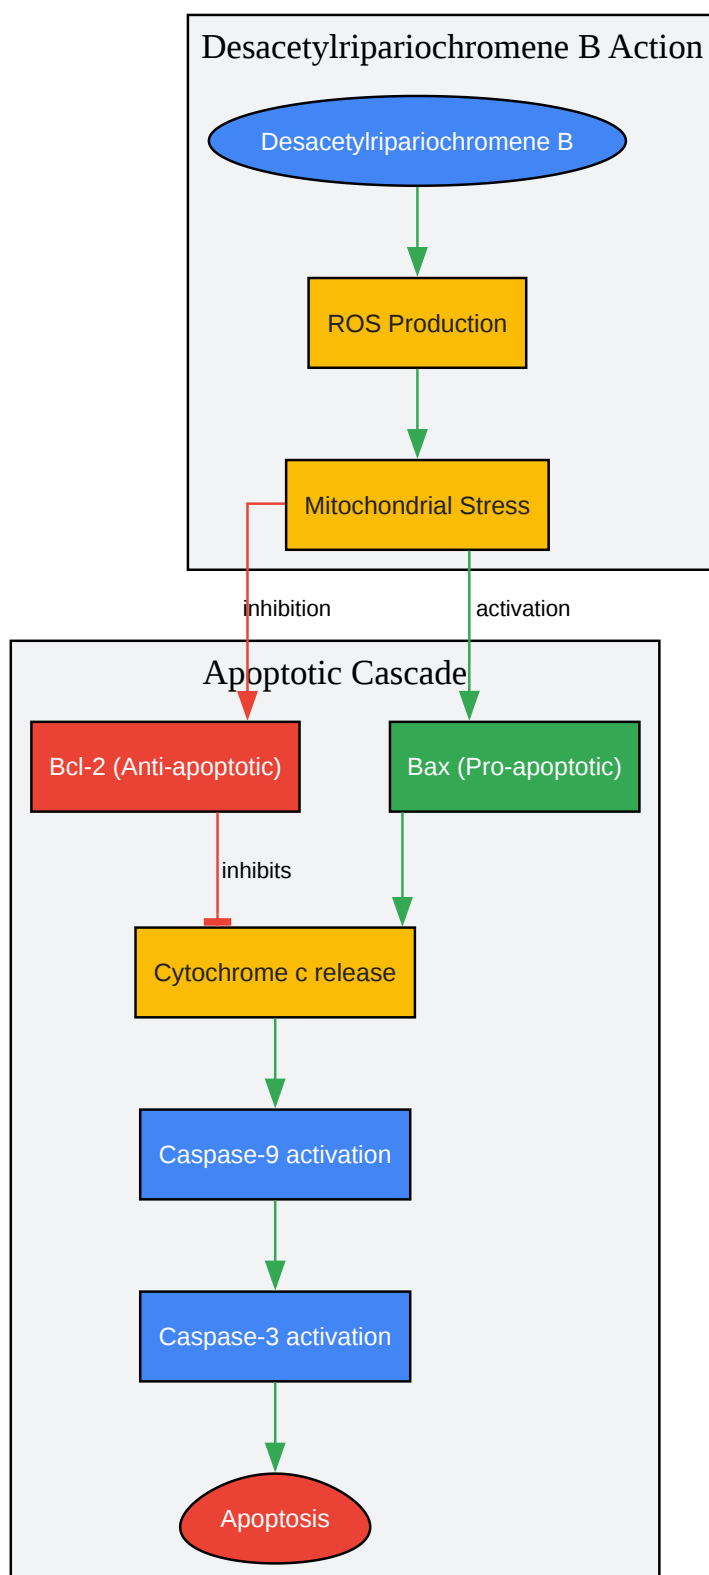 Desacetylripariochromene B Action
Desacetylripariochromene B
ROS Production
Mitochondrial Stress
inhibition
activation
Apoptotic Cascade
Bcl-2 (Anti-apoptotic)
Bax (Pro-apoptotic)
inhibits
Cytochrome c release
Caspase-9 activation
Caspase-3 activation
Apoptosis